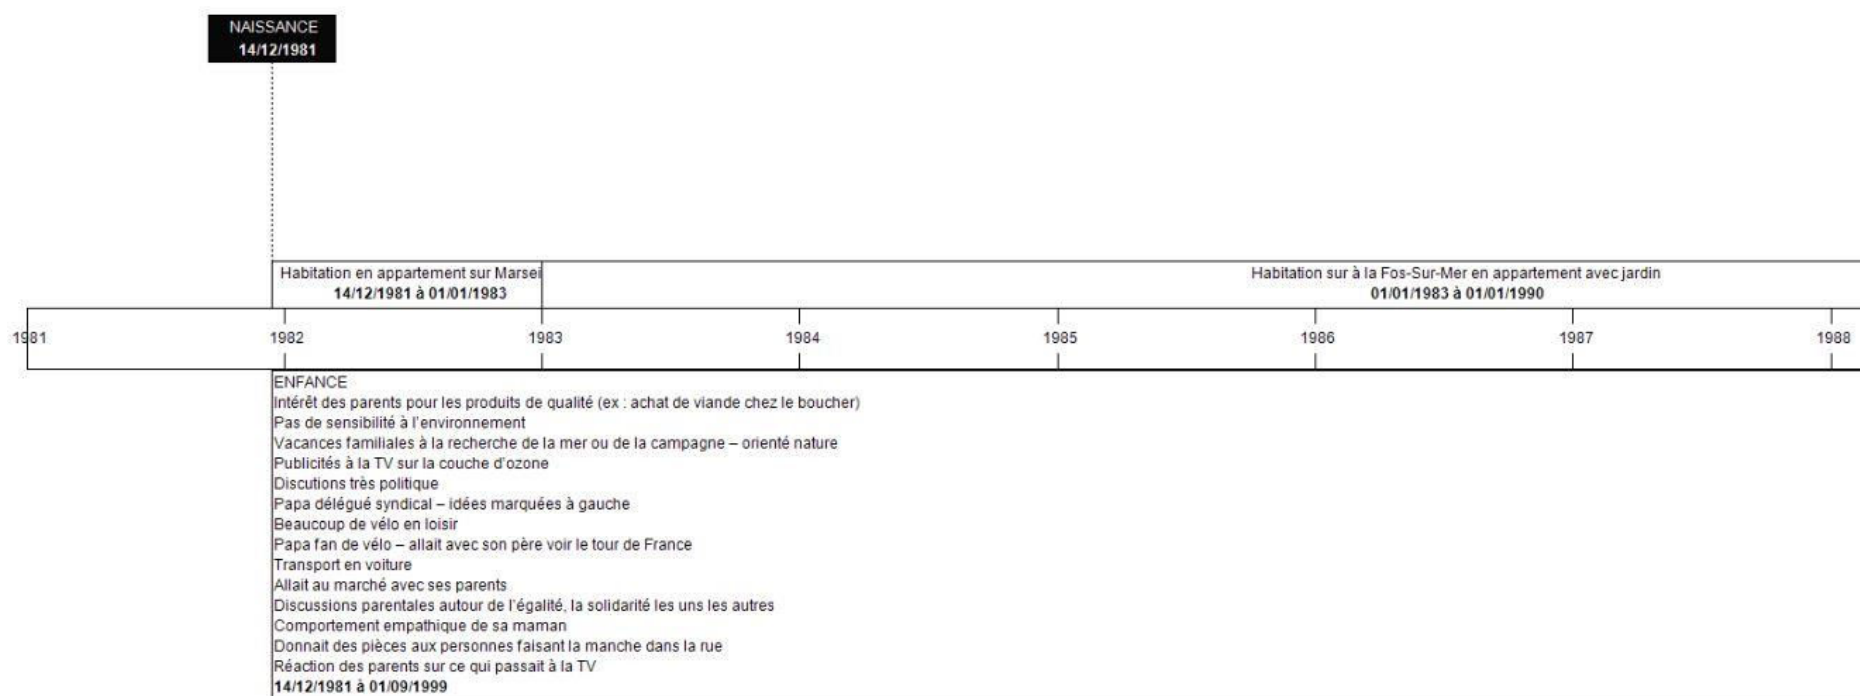 NAISSANCE
14/12/1981
Habitation en appartement sur Marsei
14/12/1981 à 01/01/1983
Habitation sur à la Fos-Sur-Mer en appartement avec jardin
01/01/1983 à 01/01/1990
1981 1982 1983 1984 1985 1986 1987 1988
ENFANCE
Intérêt des parents pour les produits de qualité (ex : achat de viande chez le boucher)
Pas de sensibilité à l'environnement
Vacances familiales à la recherche de la mer ou de la campagne – orienté nature
Publicités à la TV sur la couche d'ozone
Discutions très politique
Papa délégué syndical – idées marquées à gauche
Beaucoup de vélo en loisir
Papa fan de vélo – allait avec son père voir le tour de France
Transport en voiture
Allait au marché avec ses parents
Discussions parentales autour de l'égalité, la solidarité les uns les autres
Comportement empathique de sa maman
Donnait des pièces aux personnes faisant la manche dans la rue
Réaction des parents sur ce qui passait à la TV
14/12/1981 à 01/09/1999